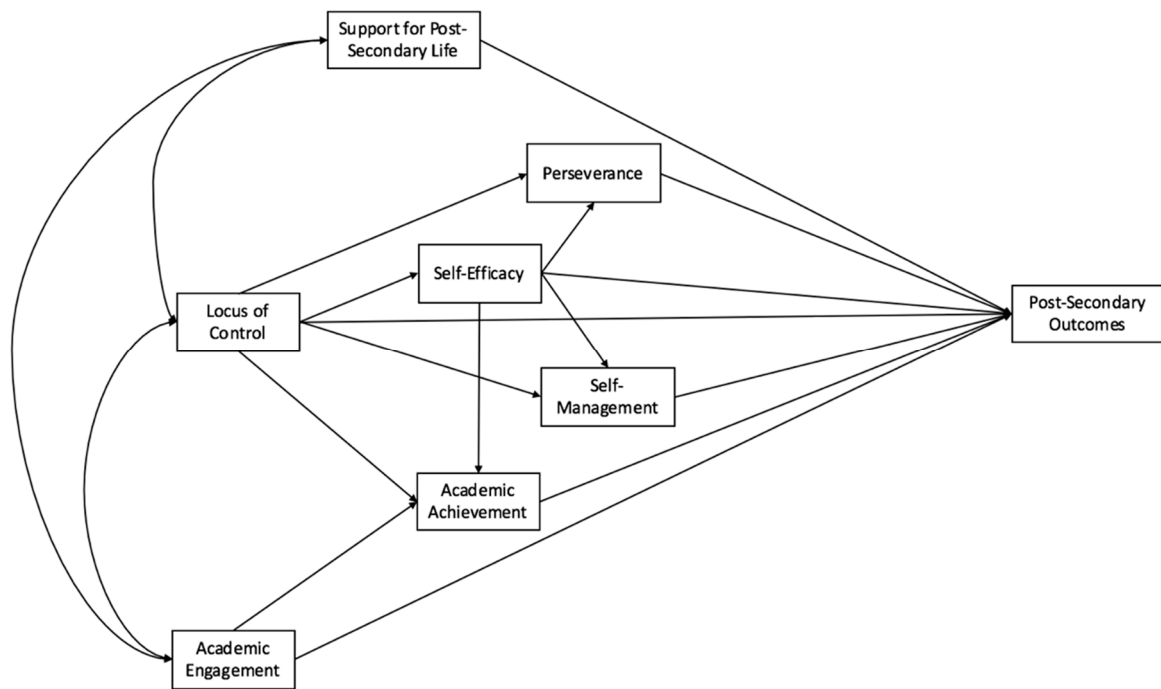 Support for Post-
Secondary Life
Perseverance
Self-Efficacy
Locus of
Control
Post-Secondary
Outcomes
Self-
Management
Academic
Achievement
Academic
Engagement